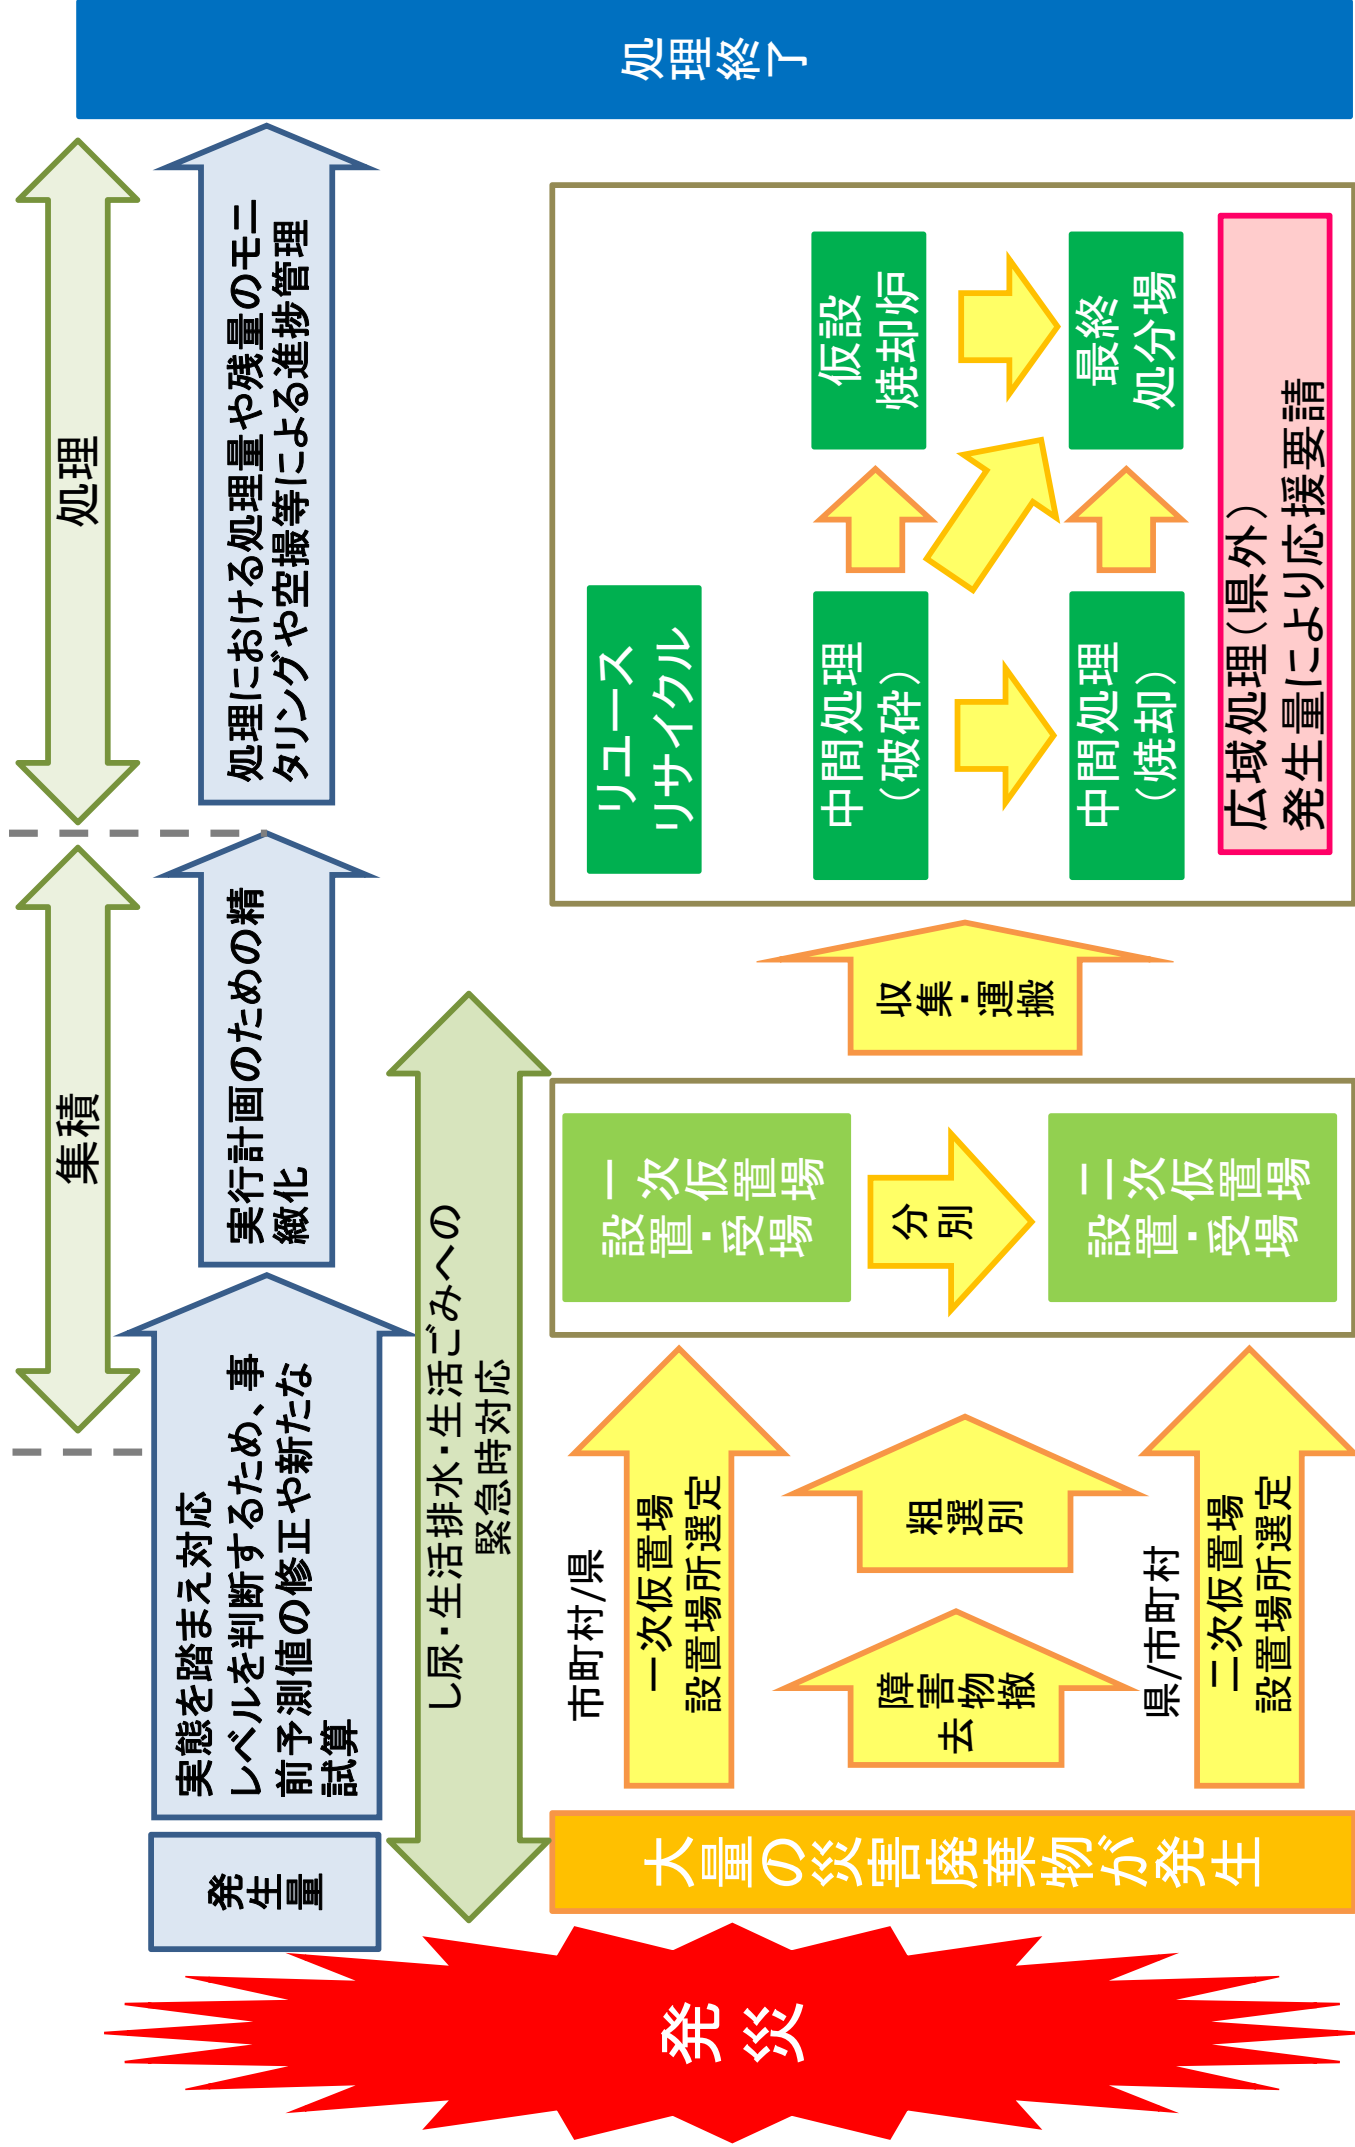 集積
処理
発
生
量
実態を踏まえ対応
レベルを判断するため、事
前予測値の修正や新たな
試算
実行計画のための精
緻化
処理における処理量や残量のモニ
タリングや空撮等による進捗管理
し尿・生活排水・生活ごみへの
緊急時対応
発
災
大量の災害廃棄物が発生
市町村/県
一次仮置場
設置場所選定
障害物撤
去
粗
選
別
県/市町村
二次仮置場
設置場所選定
一次仮置場
設置・受場
分
別
二次仮置場
設置・受場
収
集・運
搬
リユース
リサイクル
中間処理
（破砕）
仮設
焼却炉
中間処理
（焼却）
最終
処分場
広域処理（県外）
発生量により応援要請
処理終了